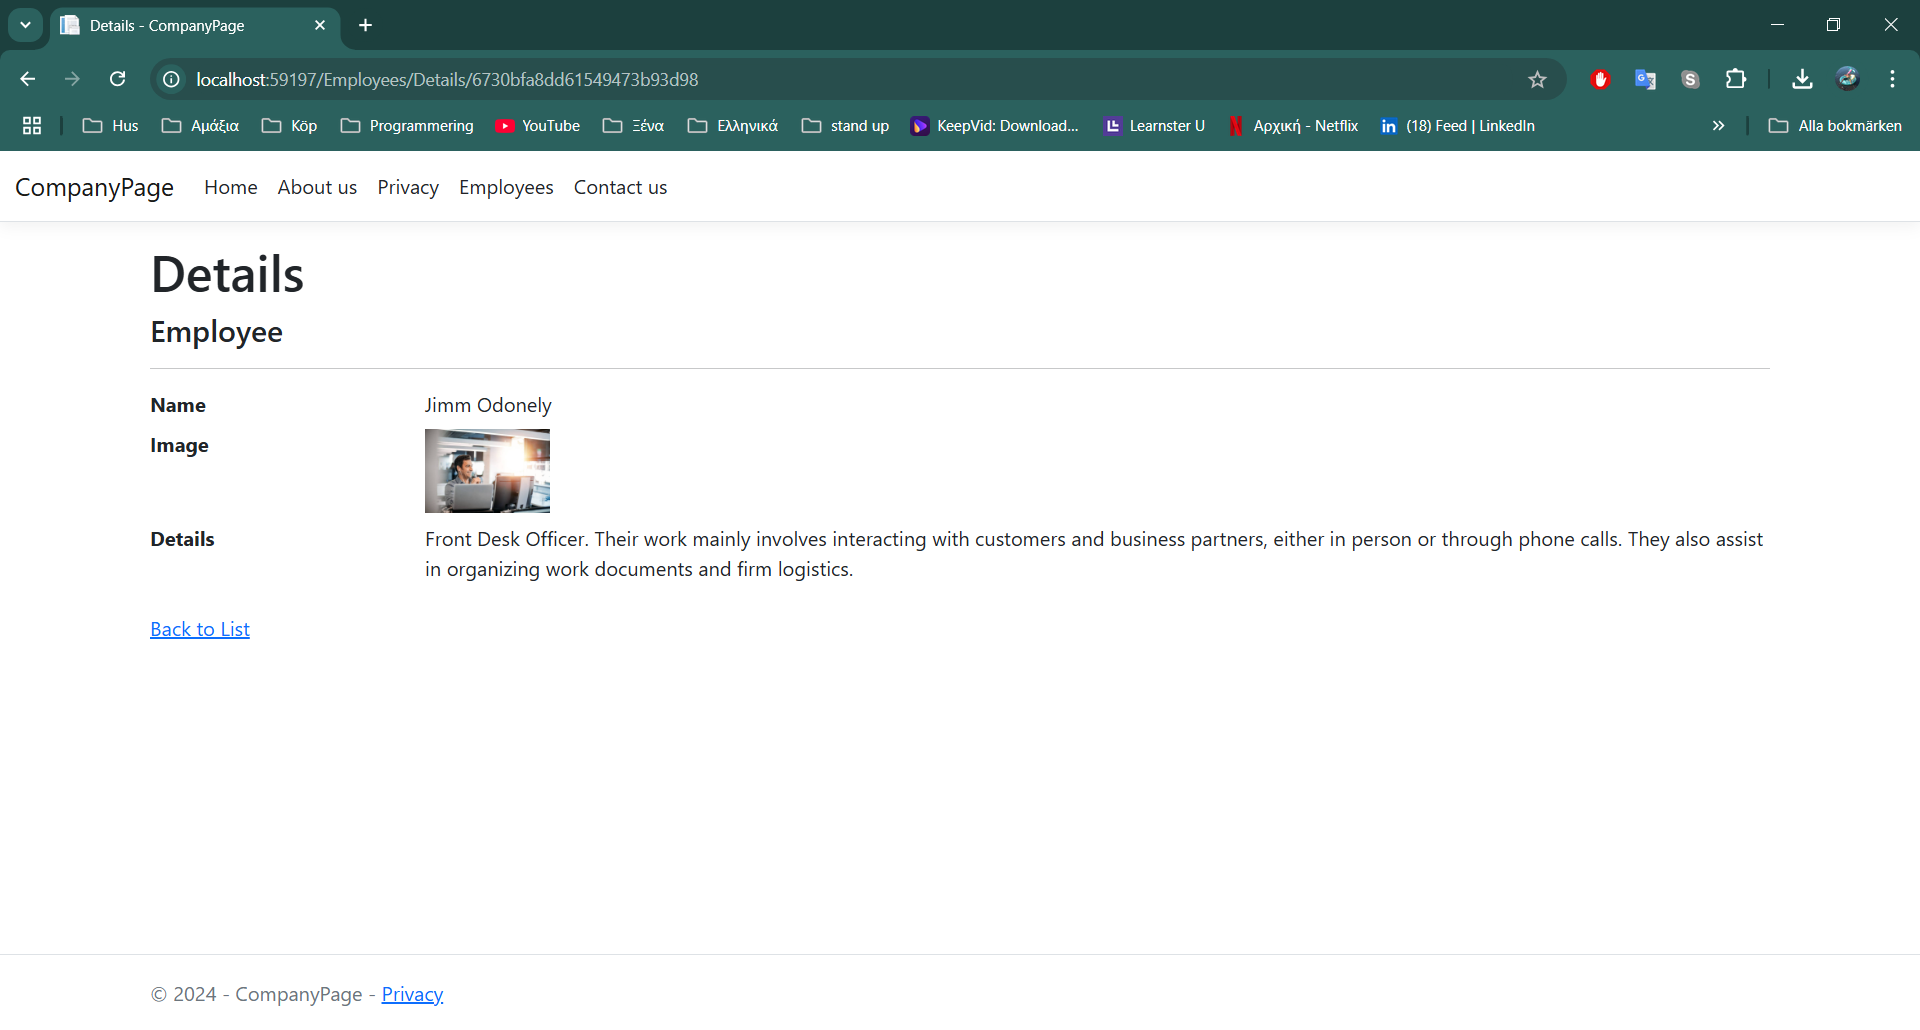 Details - CompanyPage
localhost:59197/Employees/Details/6730bfa8dd61549473b93d98
Hus Αμάξια Köp Programmering YouTube Ξένα Ελληνικά stand up KeepVid: Download... Learnster U Αρχική - Netflix (18) Feed | LinkedIn Alla bokmärken
CompanyPage Home About us Privacy Employees Contact us
Details
Employee
Name Jimm Odonely
Image
Details Front Desk Officer. Their work mainly involves interacting with customers and business partners, either in person or through phone calls. They also assist
in organizing work documents and firm logistics.
Back to List
© 2024 - CompanyPage - Privacy